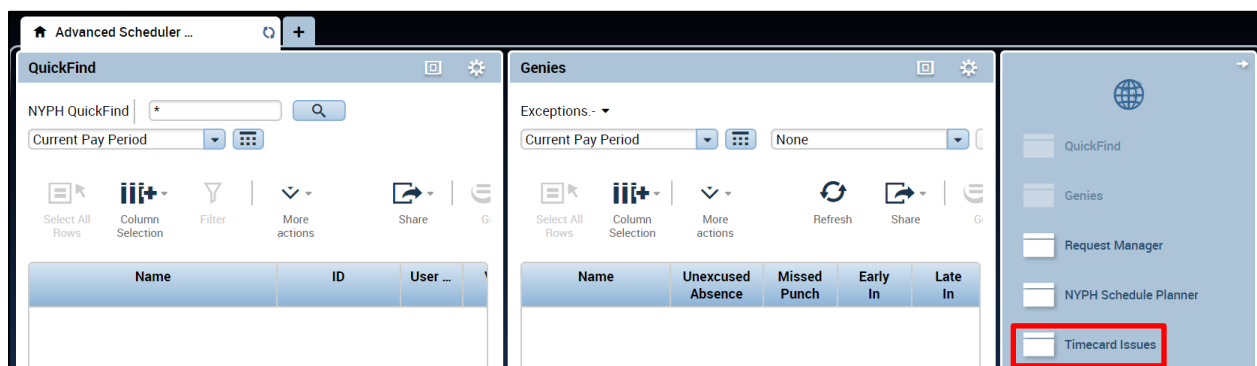 Advanced Scheduler ...
+
QuickFind
NYPH QuickFind
*
Current Pay Period
Select All Rows
Column Selection
Filter
More actions
Share
Name
ID
User ...
Genies
Exceptions.-
Current Pay Period
None
Select All Rows
Column Selection
More actions
Refresh
Share
Name
Unexcused Absence
Missed Punch
Early In
Late In
QuickFind
Genies
Request Manager
NYPH Schedule Planner
Timecard Issues